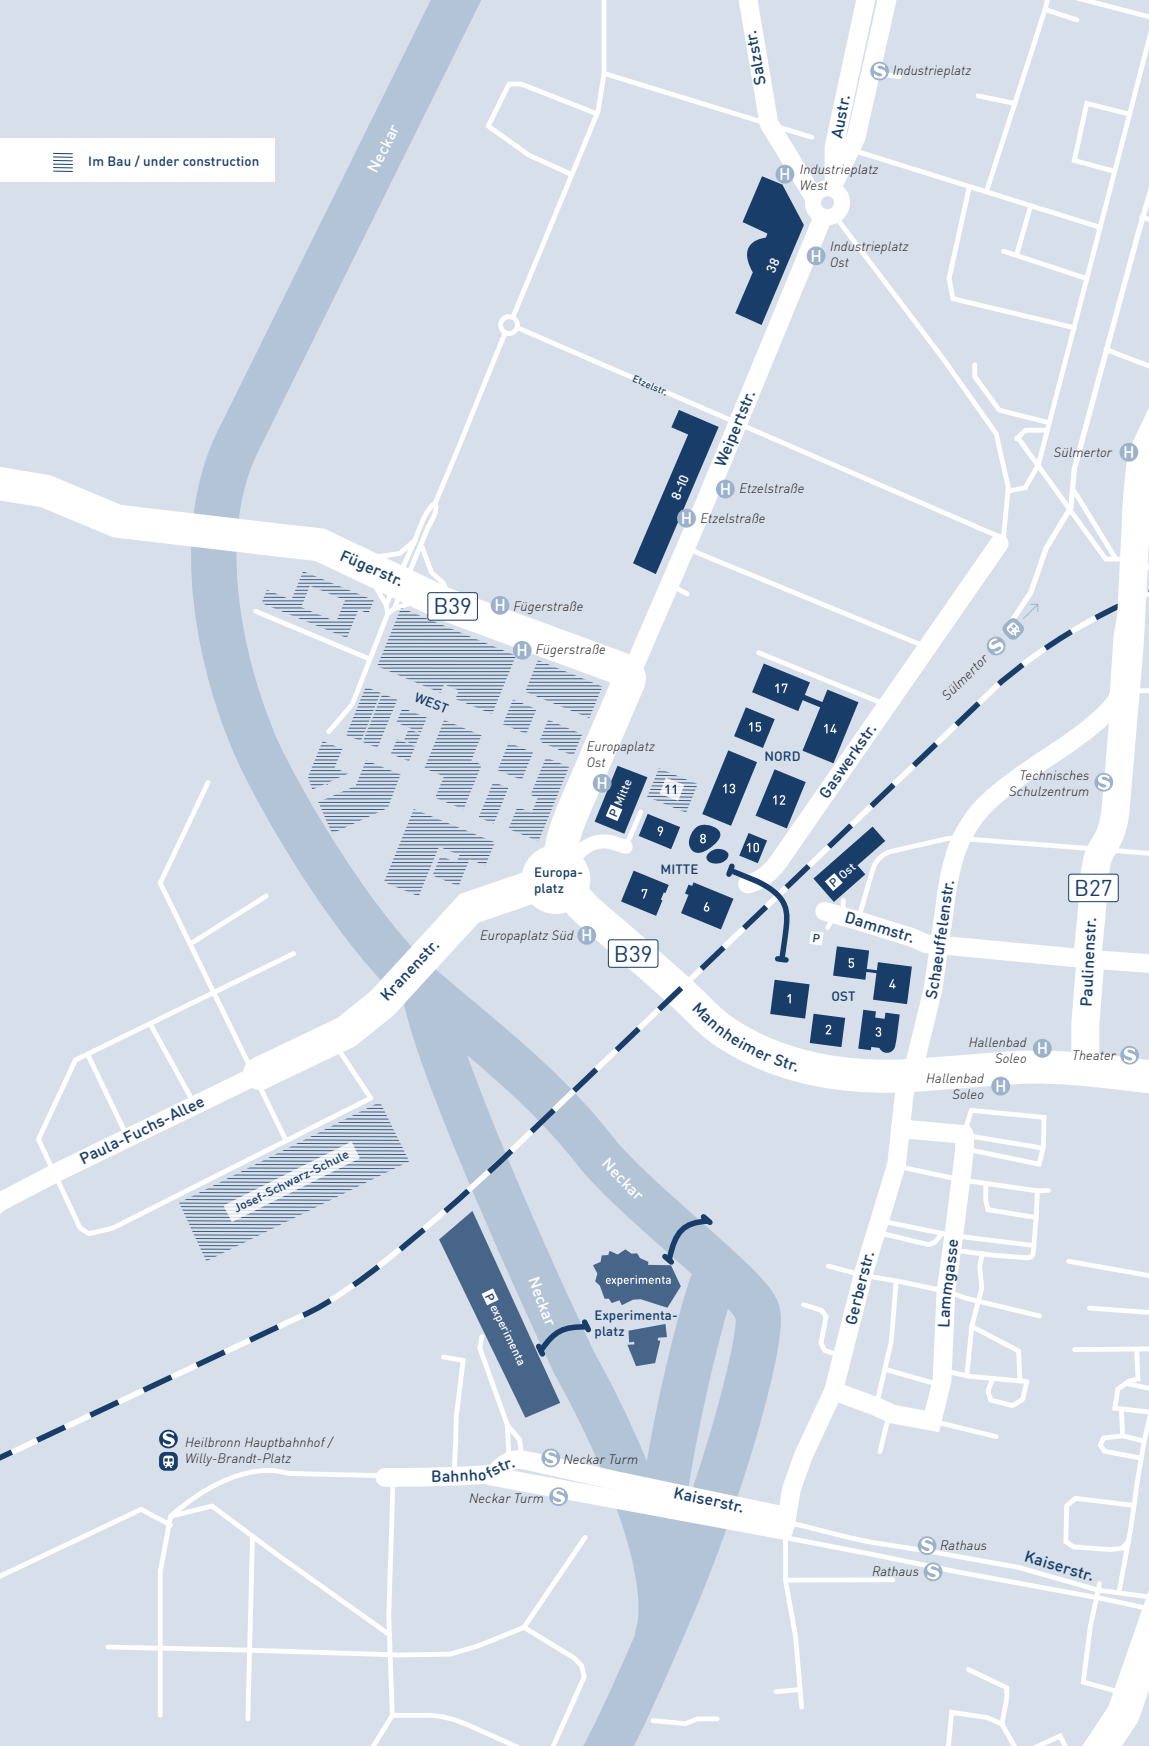 Salzstr.
Austr.
S Industrieplatz
Neckar
Im Bau / under construction
H Industrieplatz
West
H Industrieplatz
Ost
38
Etzelstr.
Weipertstr.
8–10
H Etzelstraße
H Etzelstraße
Sülmertor H
Fügerstr.
B39
H Fügerstraße
H Fügerstraße
S
Sülmertor
WEST
17
15
14
NORD
Gaswerkstr.
Europaplatz
Ost
H
P Mitte
11
13
12
Technisches
Schulzentrum
S
9
8
10
MITTE
Europa-
platz
7
6
P Ost
B27
Dammstr.
P
Schaeuffelenstr.
Paulinenstr.
Europaplatz Süd H
B39
Kranenstr.
5
4
OST
1
2
3
Mannheimer Str.
Hallenbad
Soleo
H
Theater S
Hallenbad
Soleo
H
Paula-Fuchs-Allee
Josef-Schwarz-Schule
Neckar
experimenta
Neckar
P experimenta
Experimenta-
platz
Gerberstr.
Lammgasse
S Heilbronn Hauptbahnhof /
Willy-Brandt-Platz
Bahnhofstr.
S Neckar Turm
Neckar Turm S
Kaiserstr.
S Rathaus
Rathaus S
Kaiserstr.